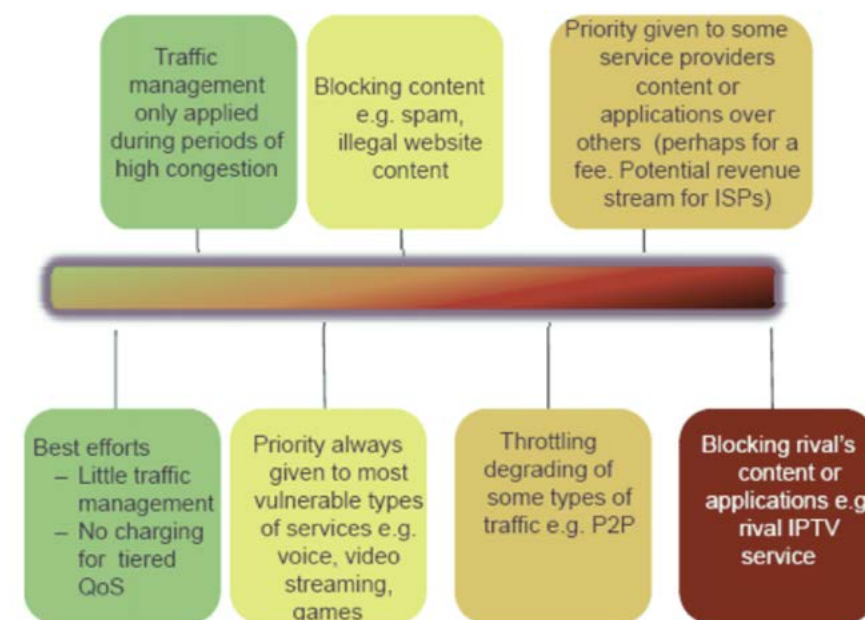 Traffic
management
only applied
during periods of
high congestion
Blocking content
e.g. spam,
illegal website
content
Priority given to some
service providers
content or
applications over
others (perhaps for a
fee. Potential revenue
stream for ISPs)
Best efforts
– Little traffic
management
– No charging
for tiered
QoS
Priority always
given to most
vulnerable types
of services e.g.
voice, video
streaming,
games
Throttling
degrading of
some types of
traffic e.g. P2P
Blocking rival's
content or
applications e.g
rival IPTV
service